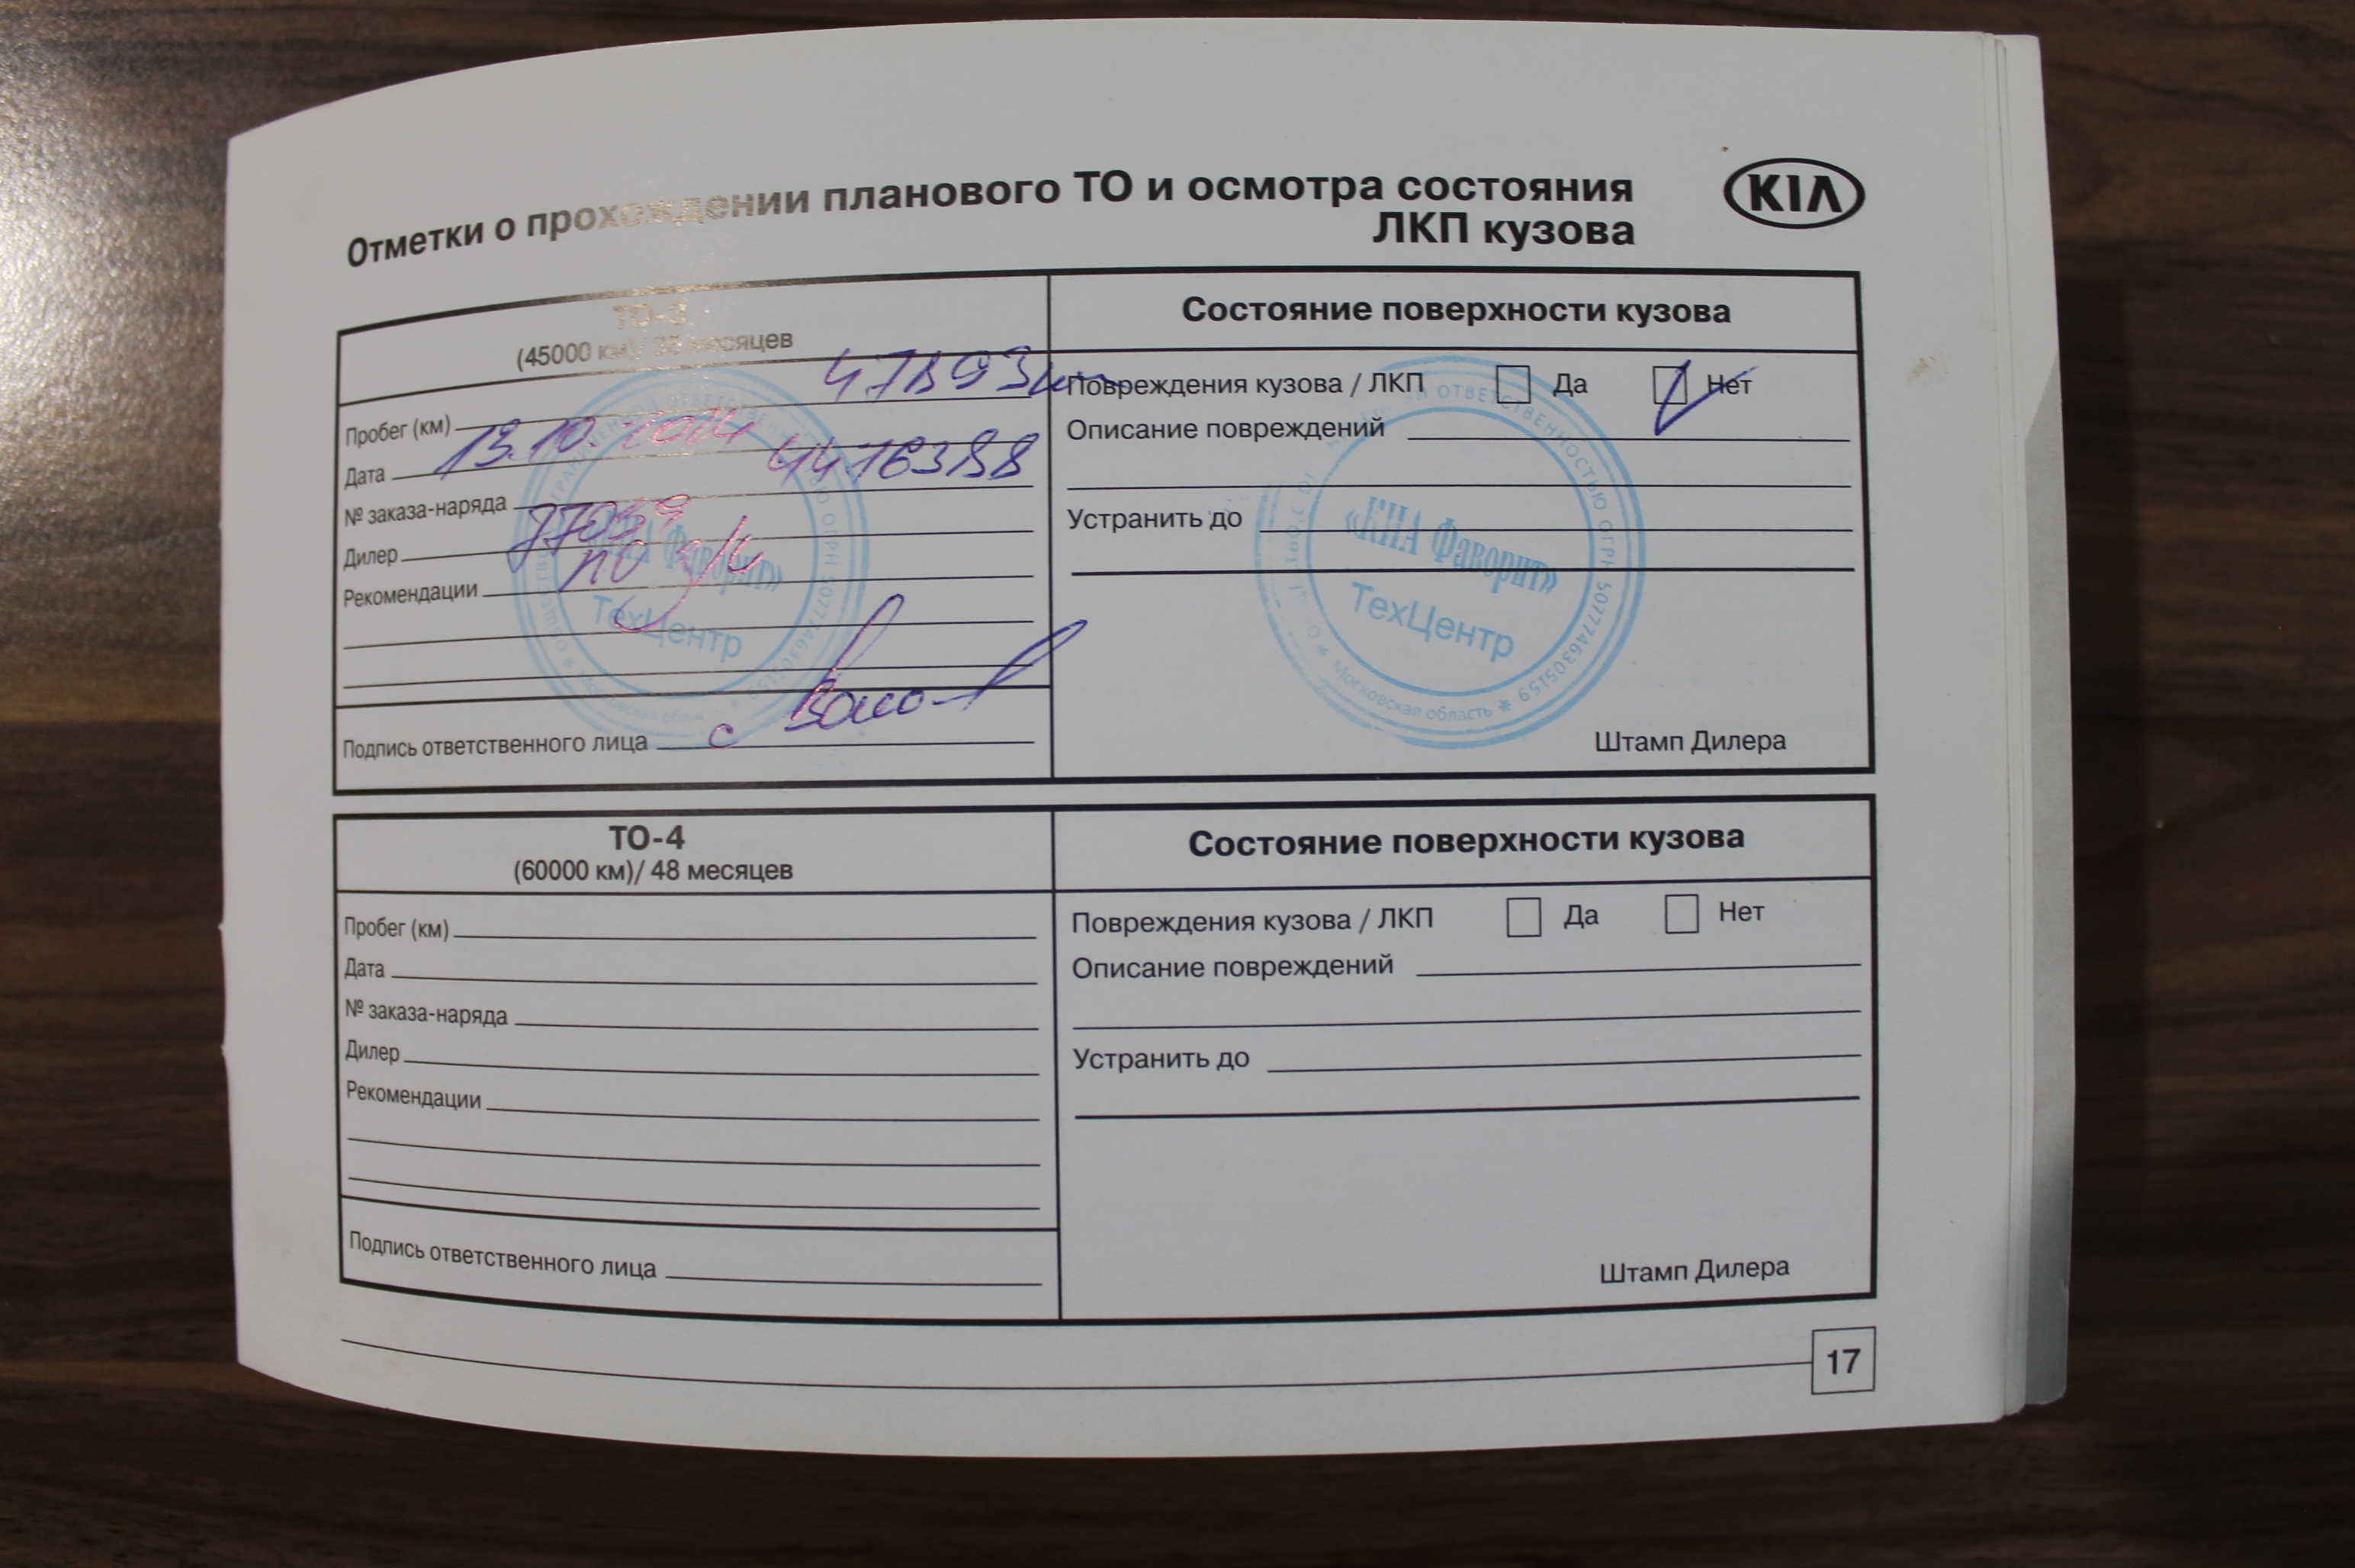 Отметки о прохождении планового ТО и осмотра состояния
ЛКП кузова
KIA
ТО-3
(45000 км)/ 36 месяцев
Пробег (км)
Дата 13.10.
№ заказа-наряда
Дилер
Рекомендации по з/н
Подпись ответственного лица
Состояние поверхности кузова
Повреждения кузова / ЛКП Да Нет
Описание повреждений
Устранить до
«КИА Фаворит»
ТехЦентр
ОТВЕТСТВЕННОСТЬЮ ОГРН 5077746305159 * Московская область *
Штамп Дилера
ТО-4
(60000 км)/ 48 месяцев
Пробег (км)
Дата
№ заказа-наряда
Дилер
Рекомендации
Подпись ответственного лица
Состояние поверхности кузова
Повреждения кузова / ЛКП Да Нет
Описание повреждений
Устранить до
Штамп Дилера
17